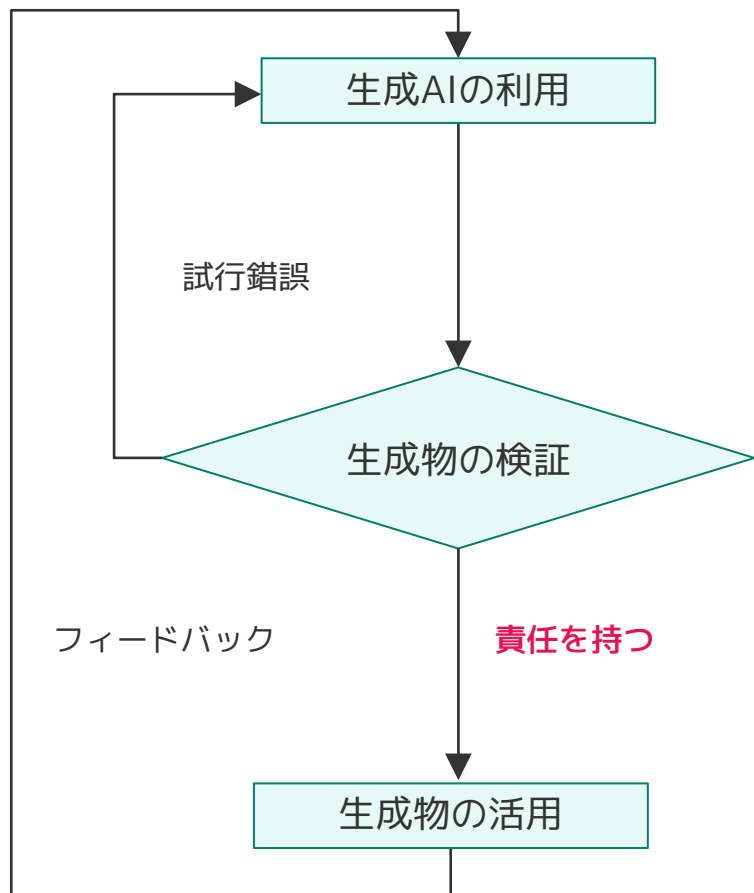 生成AIの利用
試行錯誤
生成物の検証
フィードバック
責任を持つ
生成物の活用